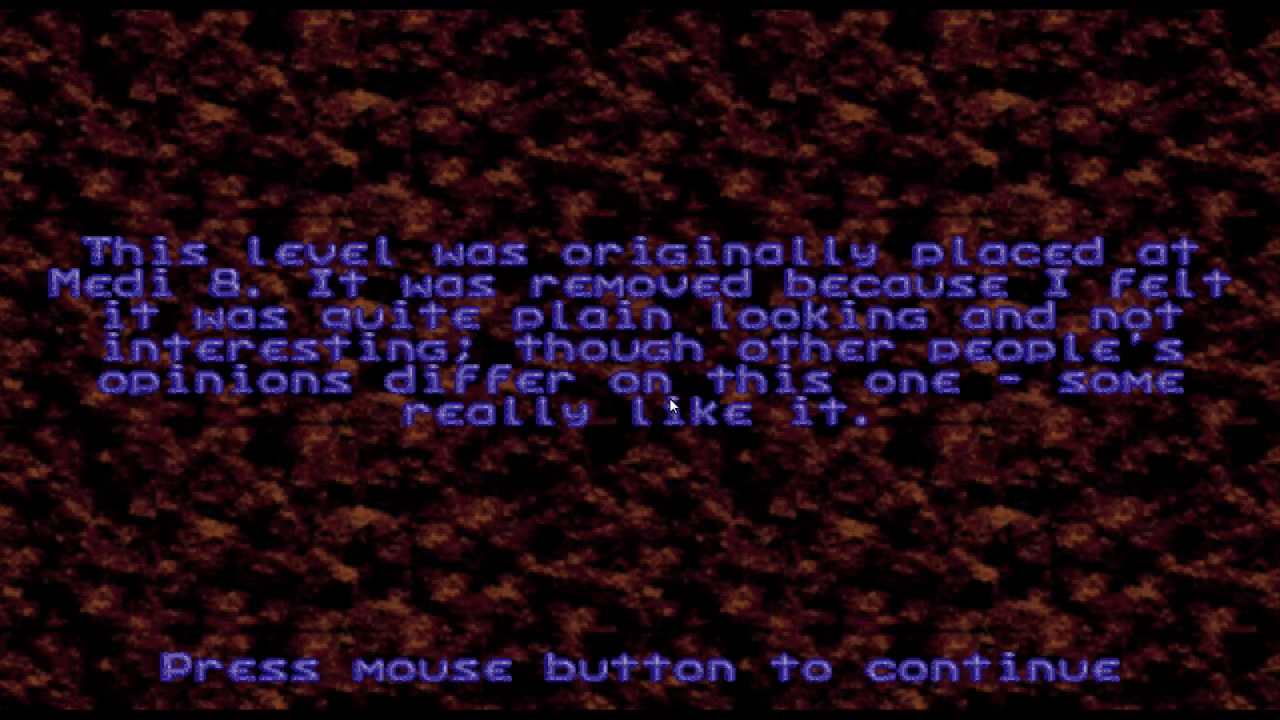 This level was originally placed at
Medi 8. It was removed because I felt
it was quite plain looking and not
interesting; though other people's
opinions differ on this one - some
really like it.
Press mouse button to continue